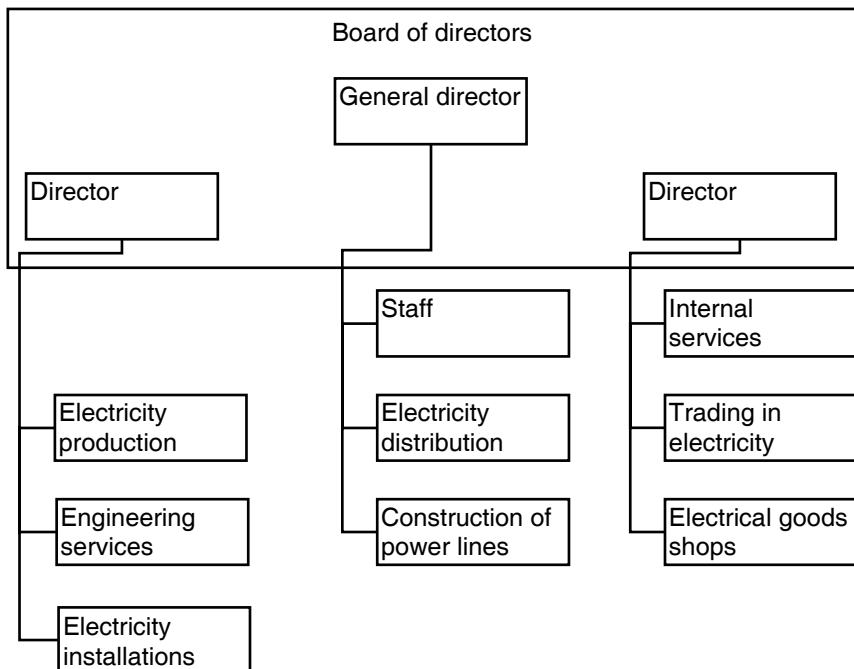 Board of directors
General director
Director
Director
Staff
Internal
services
Electricity
production
Electricity
distribution
Trading in
electricity
Engineering
services
Construction of
power lines
Electrical goods
shops
Electricity
installations